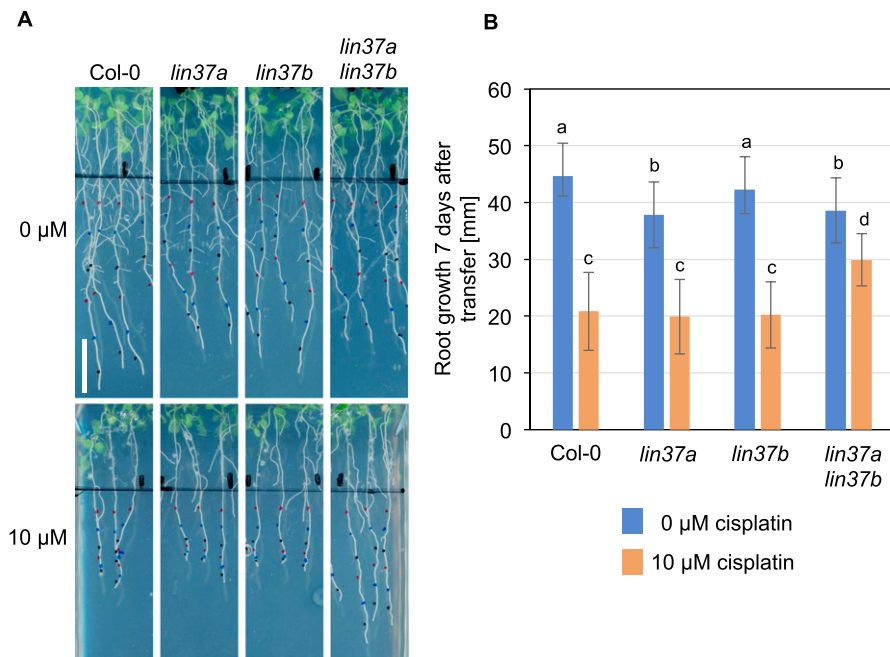 A
Col-0
lin37a
lin37b
lin37a
lin37b
0 µM
10 µM
B
Root growth 7 days after
transfer [mm]
60
50
40
30
20
10
0
a
c
b
c
a
c
b
d
Col-0
lin37a
lin37b
lin37a
lin37b
0 µM cisplatin
10 µM cisplatin